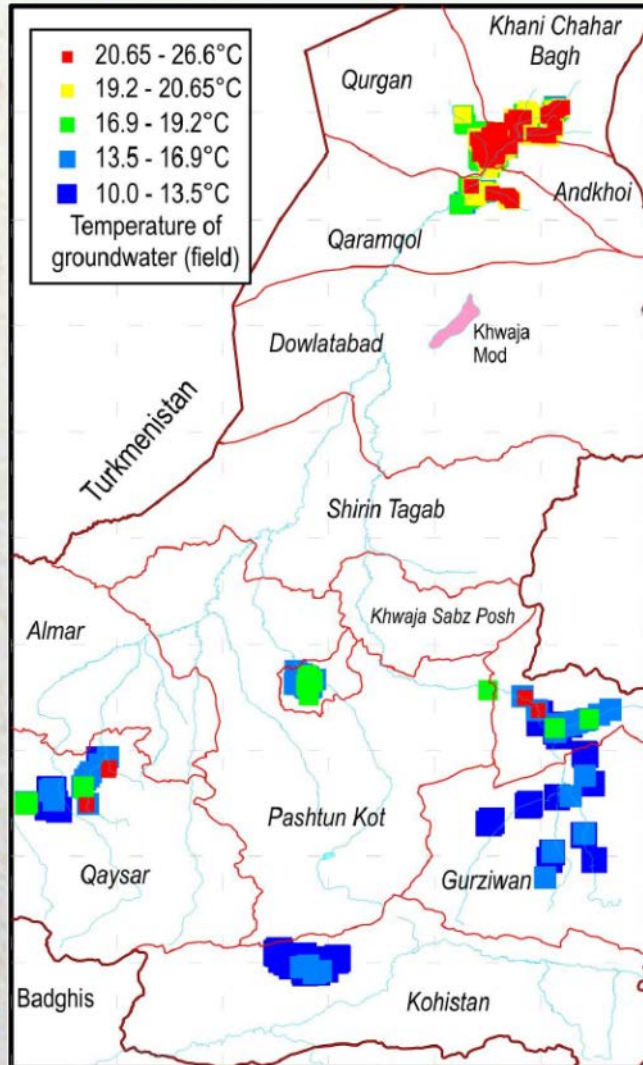 20.65 - 26.6°C
19.2 - 20.65°C
16.9 - 19.2°C
13.5 - 16.9°C
10.0 - 13.5°C
Temperature of
groundwater (field)
Khani Chahar
Bagh
Qurgan
Andkhoi
Qaramqol
Dowlatabad
Khwaja
Mod
Turkmenistan
Shirin Tagab
Khwaja Sabz Posh
Almar
Pashtun Kot
Qaysar
Gurziwan
Badghis
Kohistan